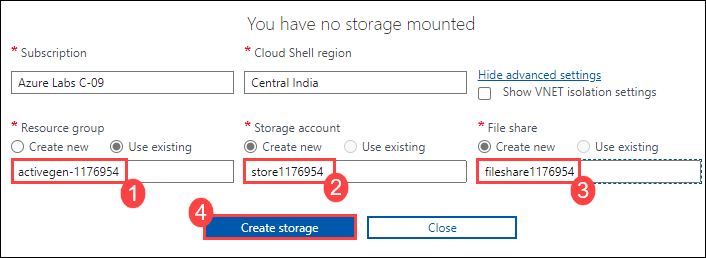 You have no storage mounted
* Subscription
* Cloud Shell region
Azure Labs C-09
Central India
Hide advanced settings
Show VNET isolation settings
* Resource group
* Storage account
* File share
Create new Use existing
Create new Use existing
Create new Use existing
activegen-1176954
store1176954
fileshare1176954
1
2
3
4
Create storage
Close